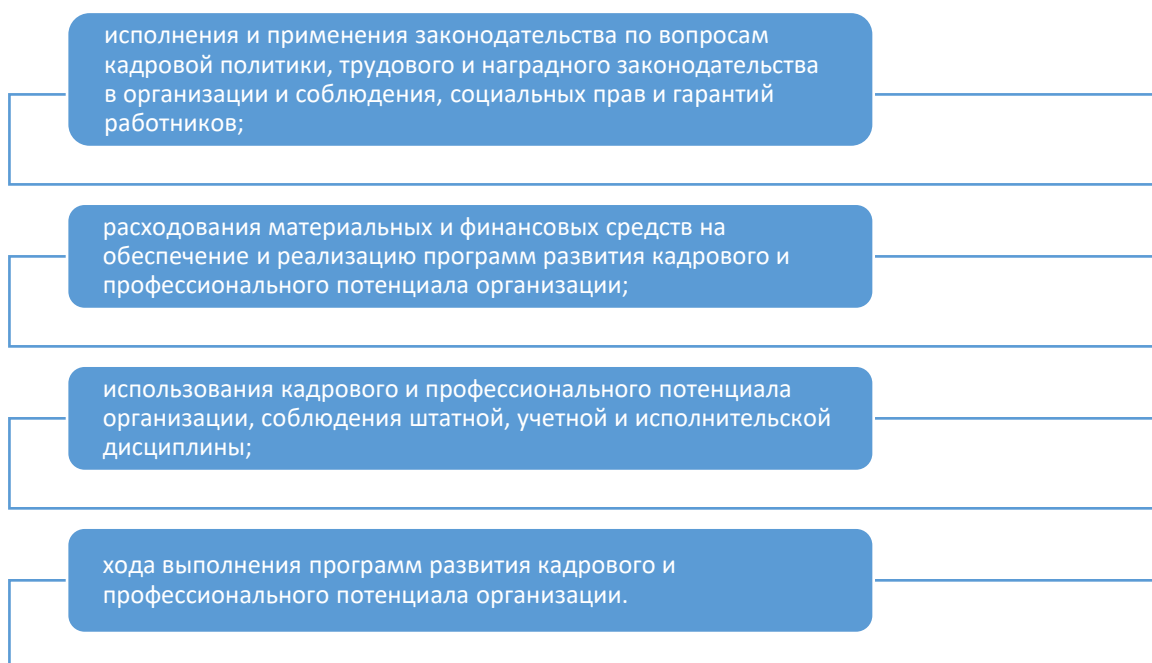 исполнения и применения законодательства по вопросам
кадровой политики, трудового и наградного законодательства
в организации и соблюдения, социальных прав и гарантий
работников;
расходования материальных и финансовых средств на
обеспечение и реализацию программ развития кадрового и
профессионального потенциала организации;
использования кадрового и профессионального потенциала
организации, соблюдения штатной, учетной и исполнительской
дисциплины;
хода выполнения программ развития кадрового и
профессионального потенциала организации.